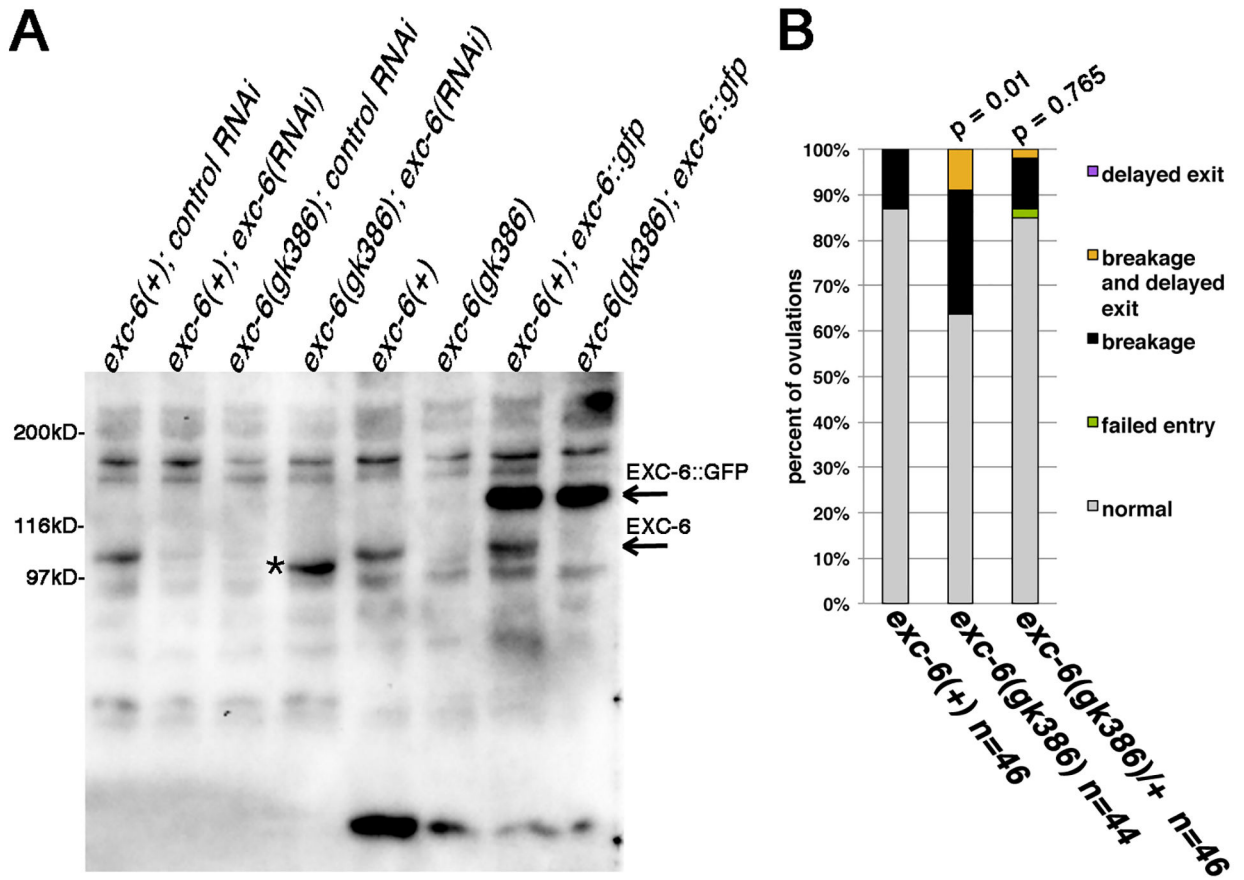 A
exc-6(+); control RNAi
exc-6(+); exc-6(RNAi)
exc-6(gk386); control RNAi
exc-6(gk386); exc-6(RNAi)
exc-6(+)
exc-6(gk386)
exc-6(+); exc-6::gfp
exc-6(gk386); exc-6::gfp
200kD-
116kD-
97kD-
*
EXC-6::GFP
EXC-6
B
p = 0.01
p = 0.765
100%
90%
80%
70%
60%
50%
40%
30%
20%
10%
0%
percent of ovulations
delayed exit
breakage
and delayed
exit
breakage
failed entry
normal
exc-6(+) n=46
exc-6(gk386) n=44
exc-6(gk386)/+ n=46